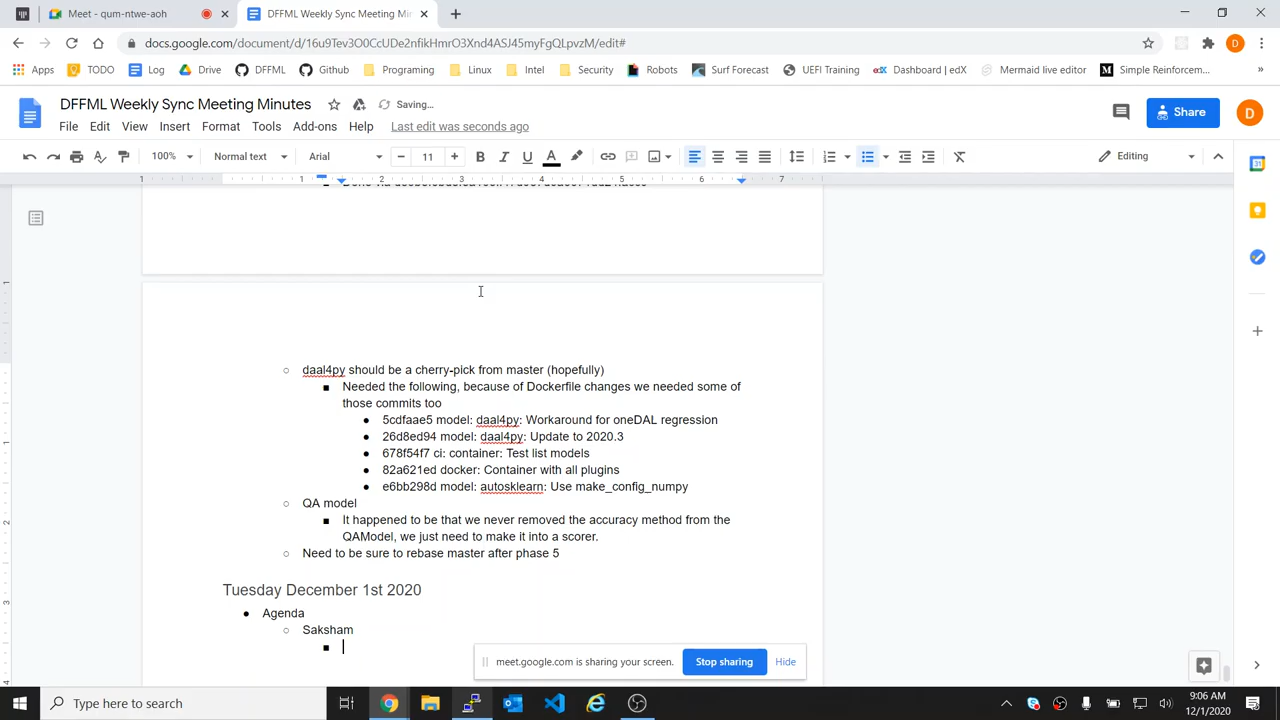 Meet - qum-ntwe-aoh
DFFML Weekly Sync Meeting Min
docs.google.com/document/d/16u9Tev3O0CcUDe2nfikHmrO3Xnd4ASJ45myFgQLpvzM/edit#
Apps TODO Log Drive DFFML Github Programing Linux Intel Security Robots Surf Forecast UEFI Training Dashboard | edX Mermaid live editor Simple Reinforcem...
DFFML Weekly Sync Meeting Minutes Saving...
File Edit View Insert Format Tools Add-ons Help Last edit was seconds ago
Share
D
100% Normal text Arial 11 Editing
1 1 2 3 4 5 6 7
daal4py should be a cherry-pick from master (hopefully)
Needed the following, because of Dockerfile changes we needed some of
those commits too
5cdfaae5 model: daal4py: Workaround for oneDAL regression
26d8ed94 model: daal4py: Update to 2020.3
678f54f7 ci: container: Test list models
82a621ed docker: Container with all plugins
e6bb298d model: autosklearn: Use make_config_numpy
QA model
It happened to be that we never removed the accuracy method from the
QAModel, we just need to make it into a scorer.
Need to be sure to rebase master after phase 5
Tuesday December 1st 2020
Agenda
Saksham
meet.google.com is sharing your screen. Stop sharing Hide
Type here to search
9:06 AM
12/1/2020